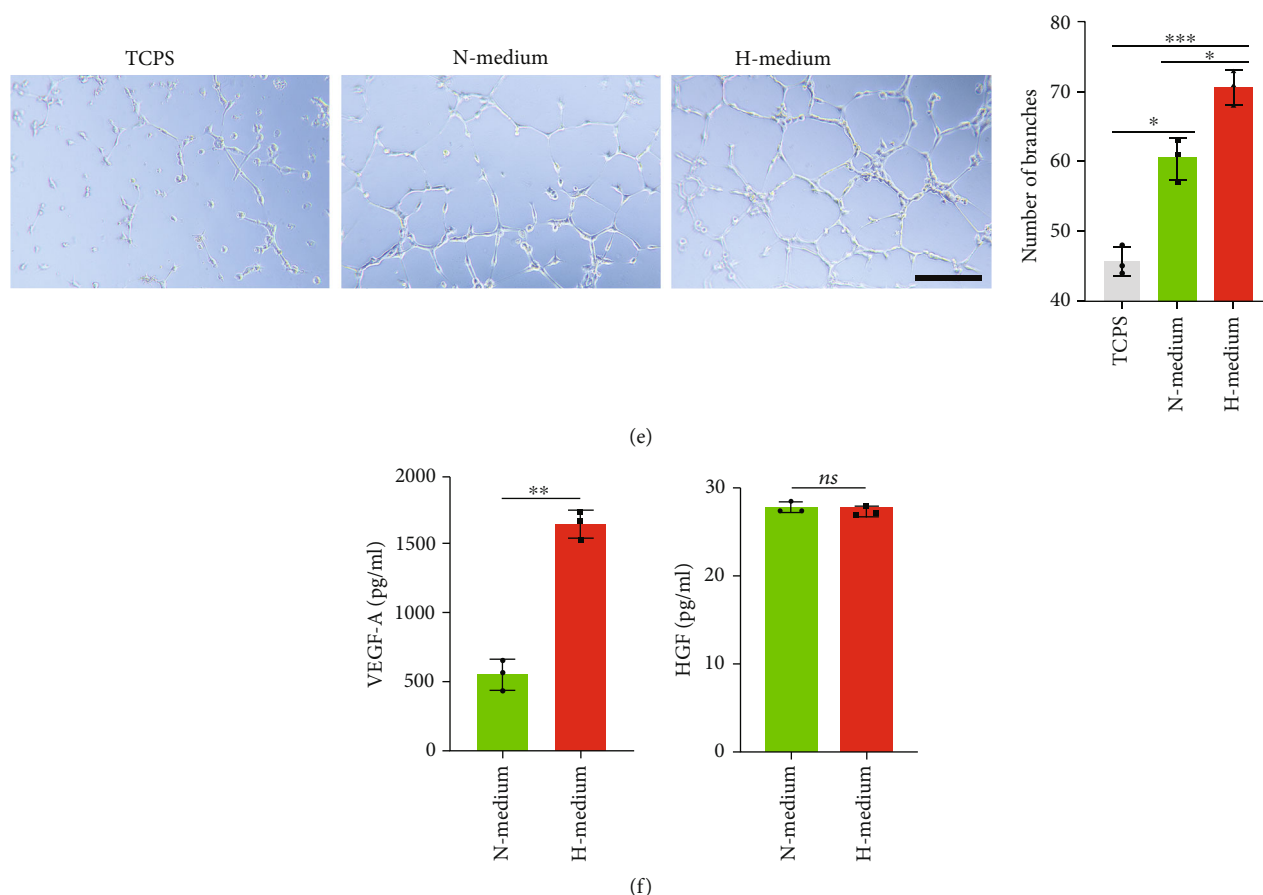 TCPS
N-medium
H-medium
Number of branches
80
70
60
50
40
***
*
*
TCPS
N-medium
H-medium
(e)
VEGF-A (pg/ml)
2000
1500
1000
500
0
**
N-medium
H-medium
HGF (pg/ml)
30
20
10
0
ns
N-medium
H-medium
(f)